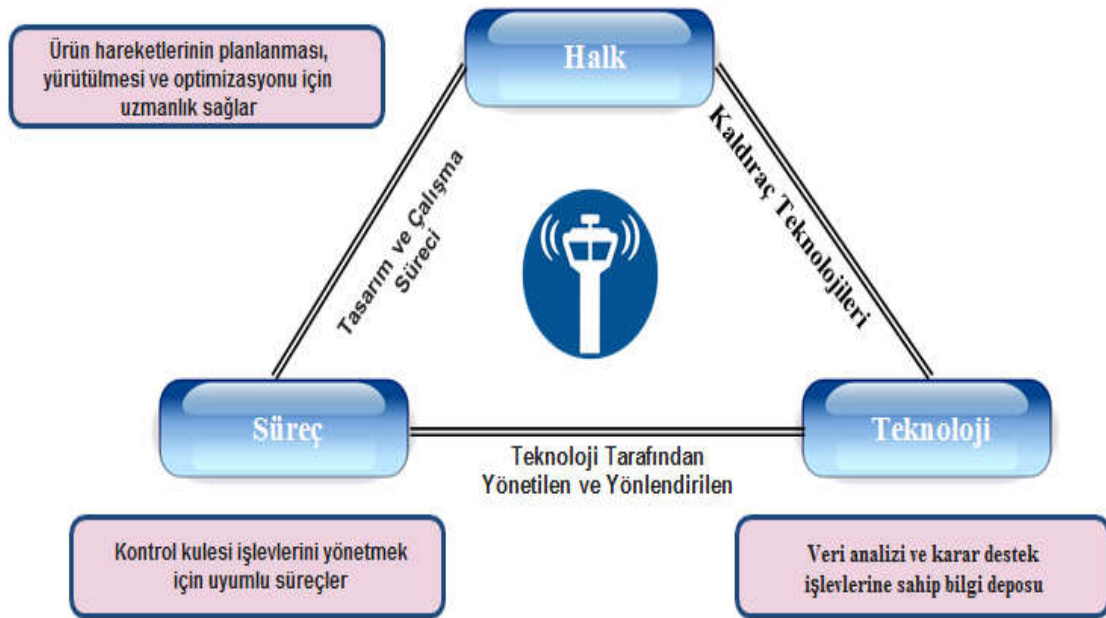 Ürün hareketlerinin planlanması,
yürütülmesi ve optimizasyonu için
uzmanlık sağlar
Halk
Tasarım ve Çalışma
Süreci
Kaldıraç Teknolojileri
Süreç
Teknoloji
Teknoloji Tarafından
Yönetilen ve Yönlendirilen
Kontrol kulesi işlevlerini yönetmek
için uyumlu süreçler
Veri analizi ve karar destek
işlevlerine sahip bilgi deposu